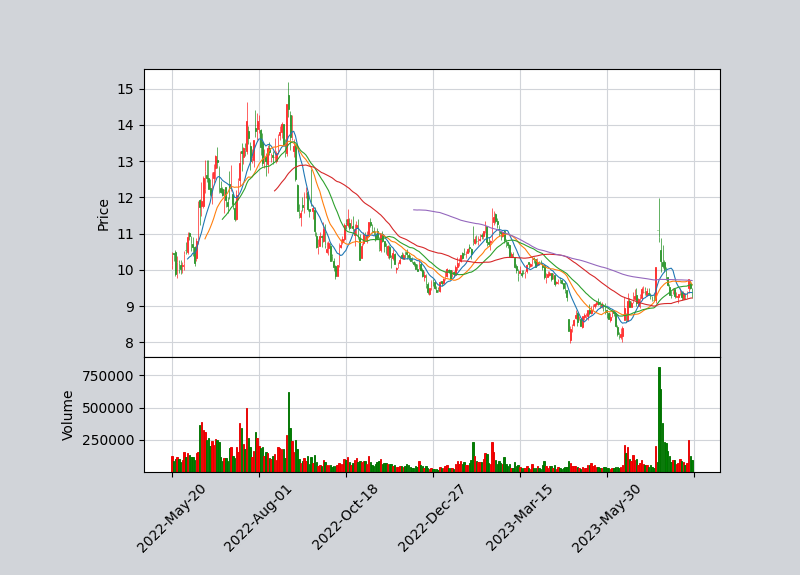 Price
15
14
13
12
11
10
9
8
Volume
750000
500000
250000
2022-May-20
2022-Aug-01
2022-Oct-18
2022-Dec-27
2023-Mar-15
2023-May-30